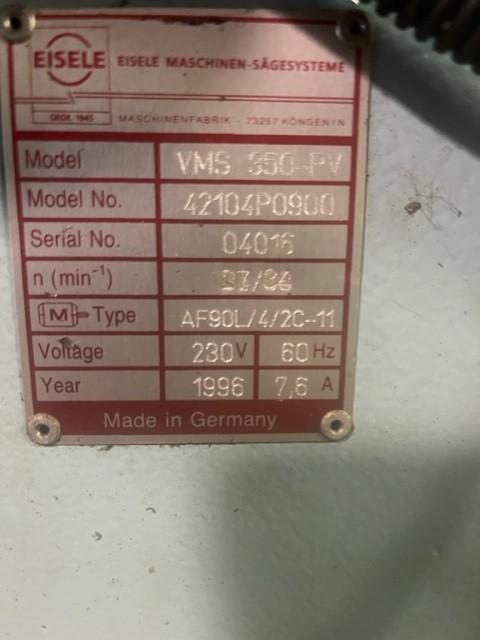 EISELE
EISELE MASCHINEN-SÄGESYSTEME
GEGR. 1945
MASCHINENFABRIK - 73257 KÖNGEN/N
Model VMS 350-PV
Model No. 42104P0900
Serial No. 04016
n (min⁻¹)
M Type AF90L/4/2C-11
Voltage 230V 60 Hz
Year 1996 7,6 A
Made in Germany